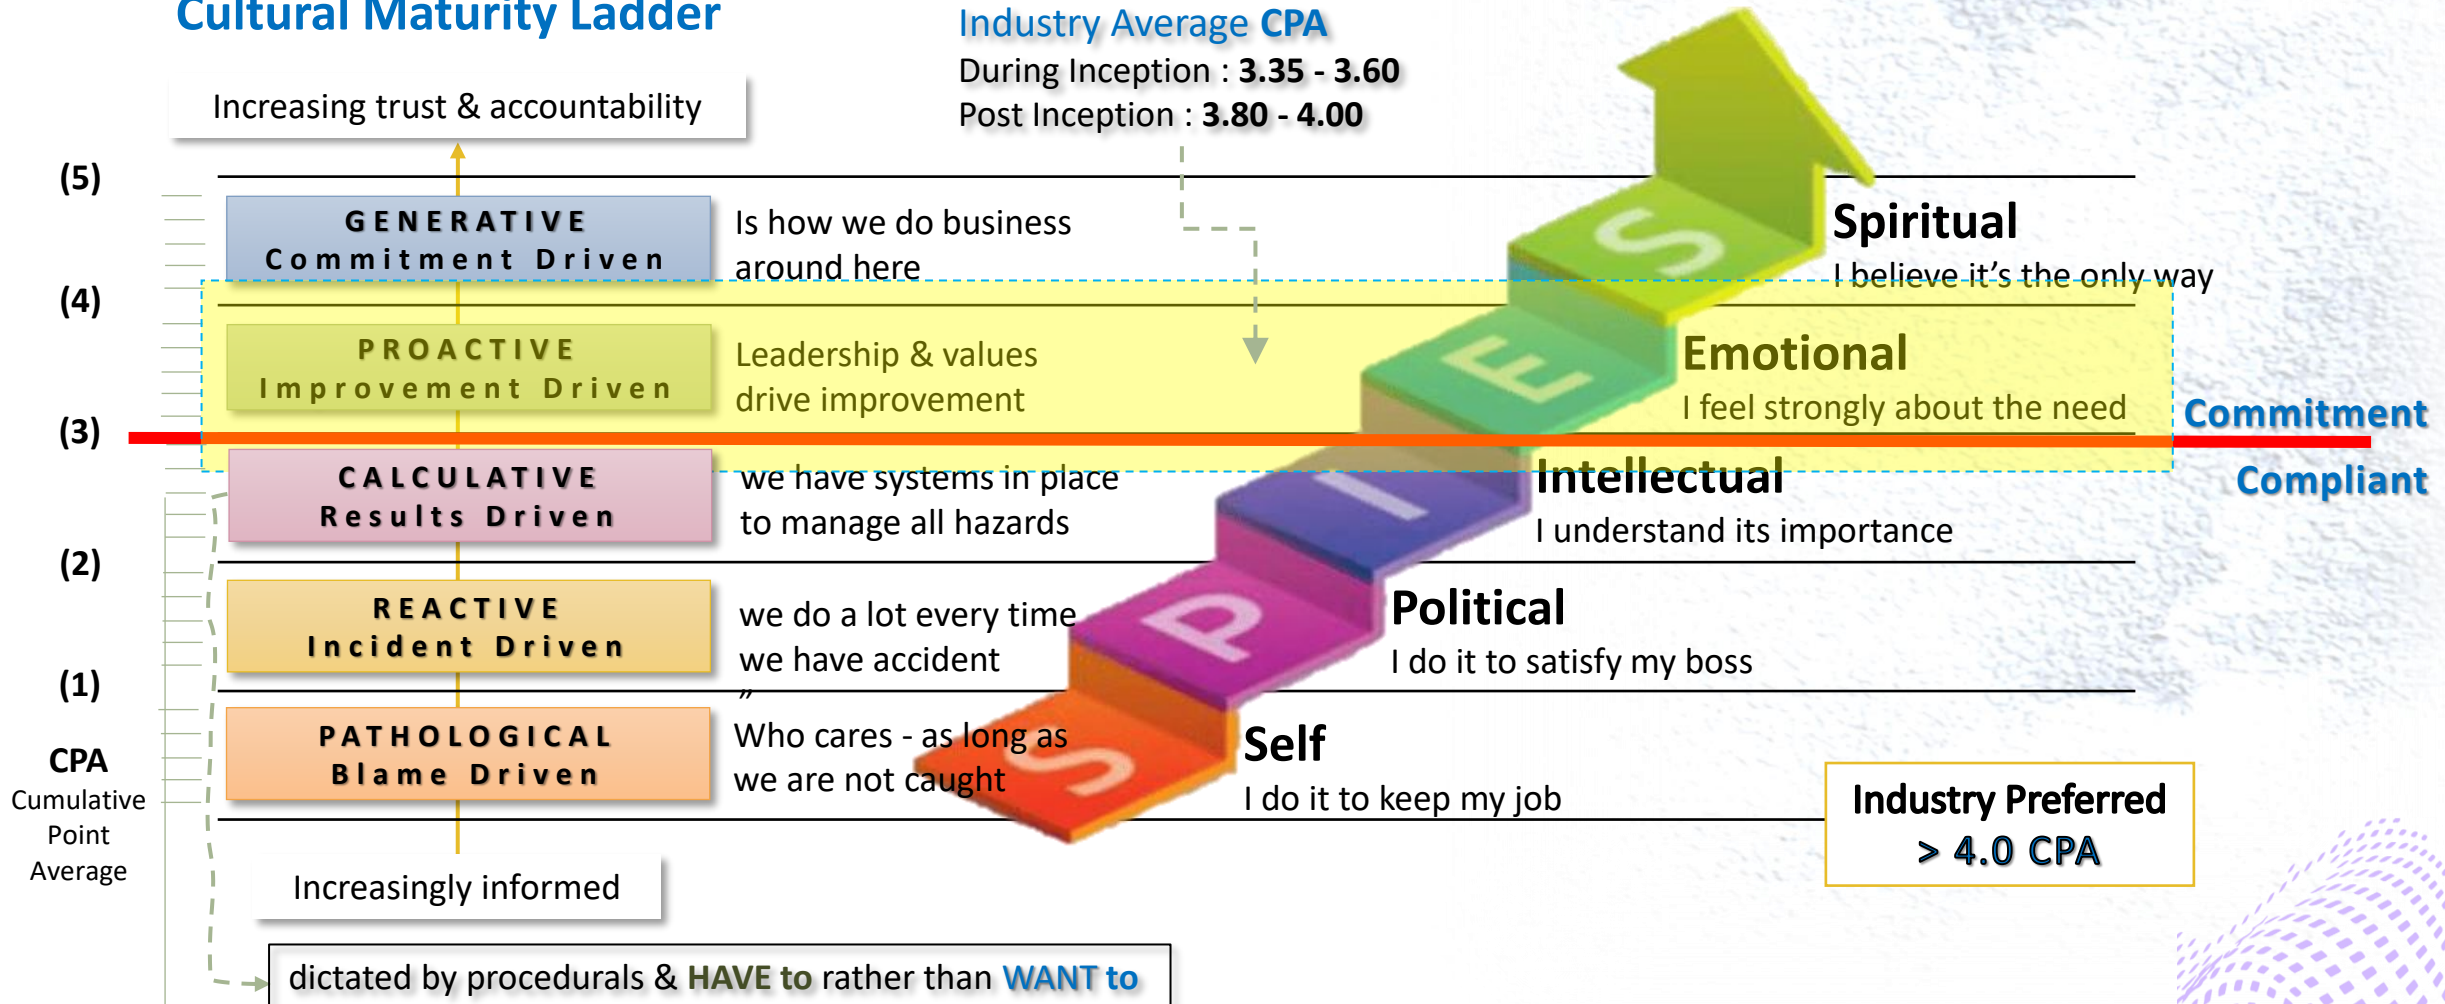 Cultural Maturity Ladder
Industry Average CPA
During Inception : 3.35 - 3.60
Post Inception : 3.80 - 4.00
Increasing trust & accountability
(5)
GENERATIVE
Commitment Driven
Is how we do business
around here
S
Spiritual
I believe it's the only way
(4)
PROACTIVE
Improvement Driven
Leadership & values
drive improvement
E
Emotional
I feel strongly about the need
(3)
Commitment
Compliant
CALCULATIVE
Results Driven
we have systems in place
to manage all hazards
I
Intellectual
I understand its importance
(2)
REACTIVE
Incident Driven
we do a lot every time
we have accident
"
P
Political
I do it to satisfy my boss
(1)
PATHOLOGICAL
Blame Driven
Who cares - as long as
we are not caught
S
Self
I do it to keep my job
CPA
Cumulative
Point
Average
Industry Preferred
> 4.0 CPA
Increasingly informed
dictated by procedurals & HAVE to rather than WANT to